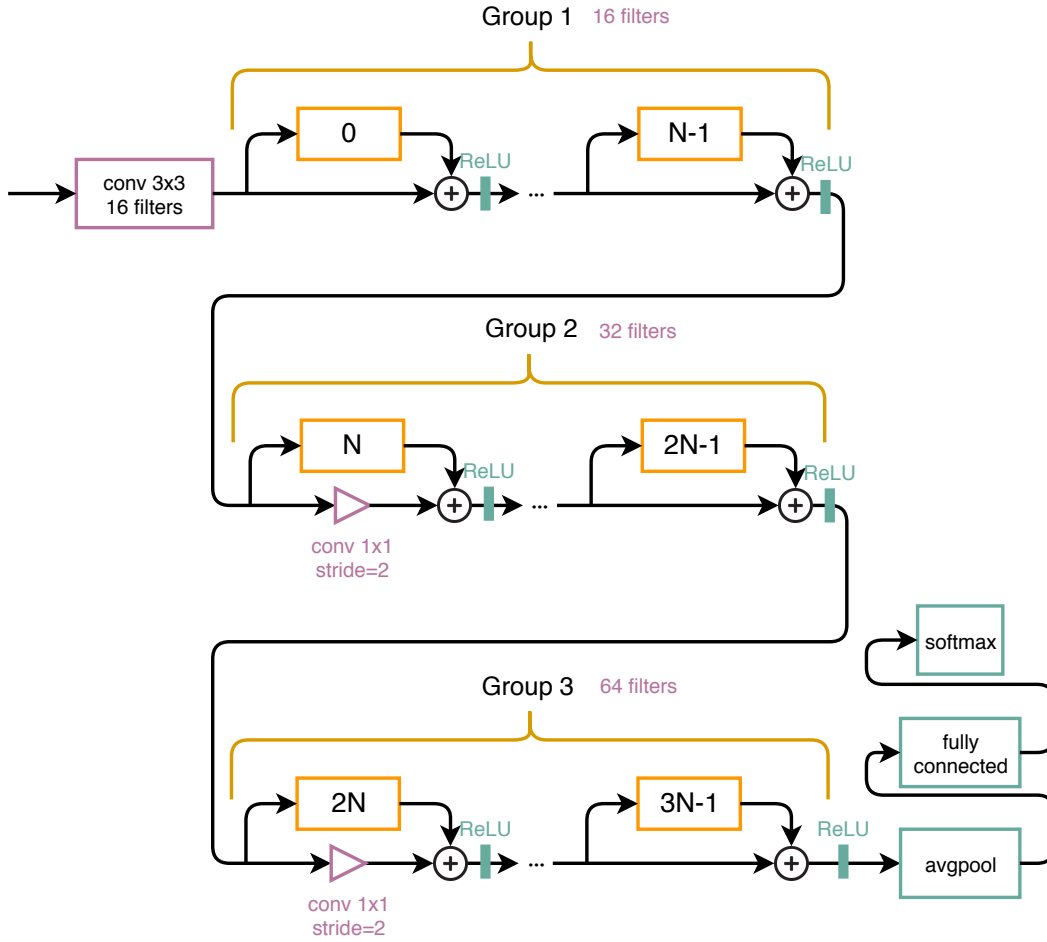 Group 1 16 filters
0
N-1
ReLU
ReLU
conv 3x3
16 filters
+
...
+
Group 2 32 filters
N
2N-1
ReLU
ReLU
+
...
+
conv 1x1
stride=2
softmax
Group 3 64 filters
fully
connected
2N
3N-1
ReLU
ReLU
+
...
+
avgpool
conv 1x1
stride=2